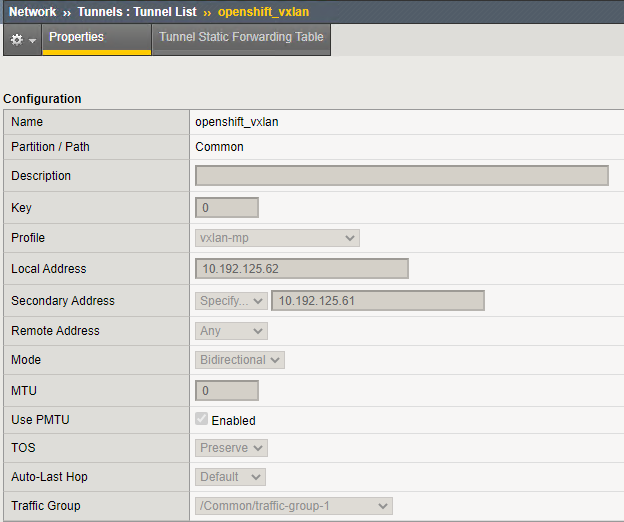 Network ›› Tunnels : Tunnel List ›› openshift_vxlan
Properties Tunnel Static Forwarding Table
Configuration
Name openshift_vxlan
Partition / Path Common
Description
Key 0
Profile vxlan-mp
Local Address 10.192.125.62
Secondary Address Specify... 10.192.125.61
Remote Address Any
Mode Bidirectional
MTU 0
Use PMTU Enabled
TOS Preserve
Auto-Last Hop Default
Traffic Group /Common/traffic-group-1